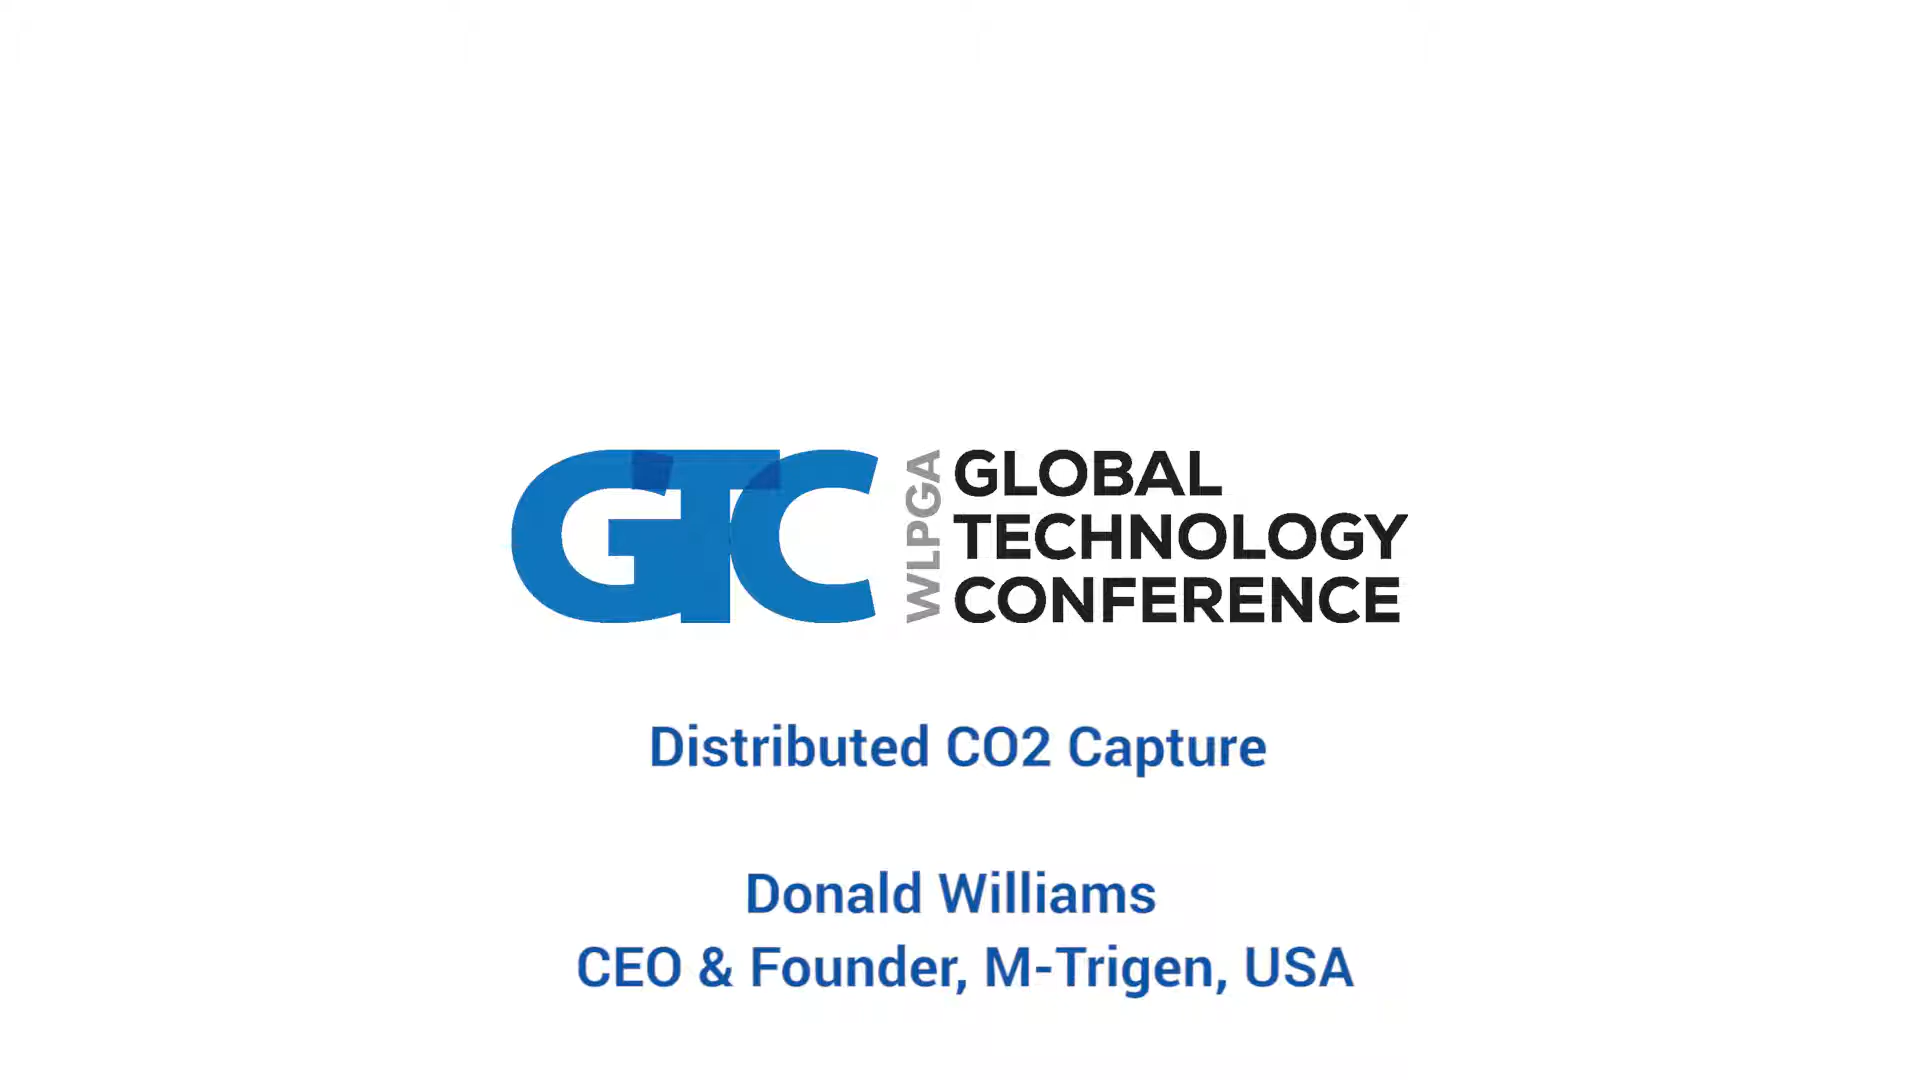 GTC
WLPGA
GLOBAL
TECHNOLOGY
CONFERENCE
Distributed CO2 Capture
Donald Williams
CEO & Founder, M-Trigen, USA